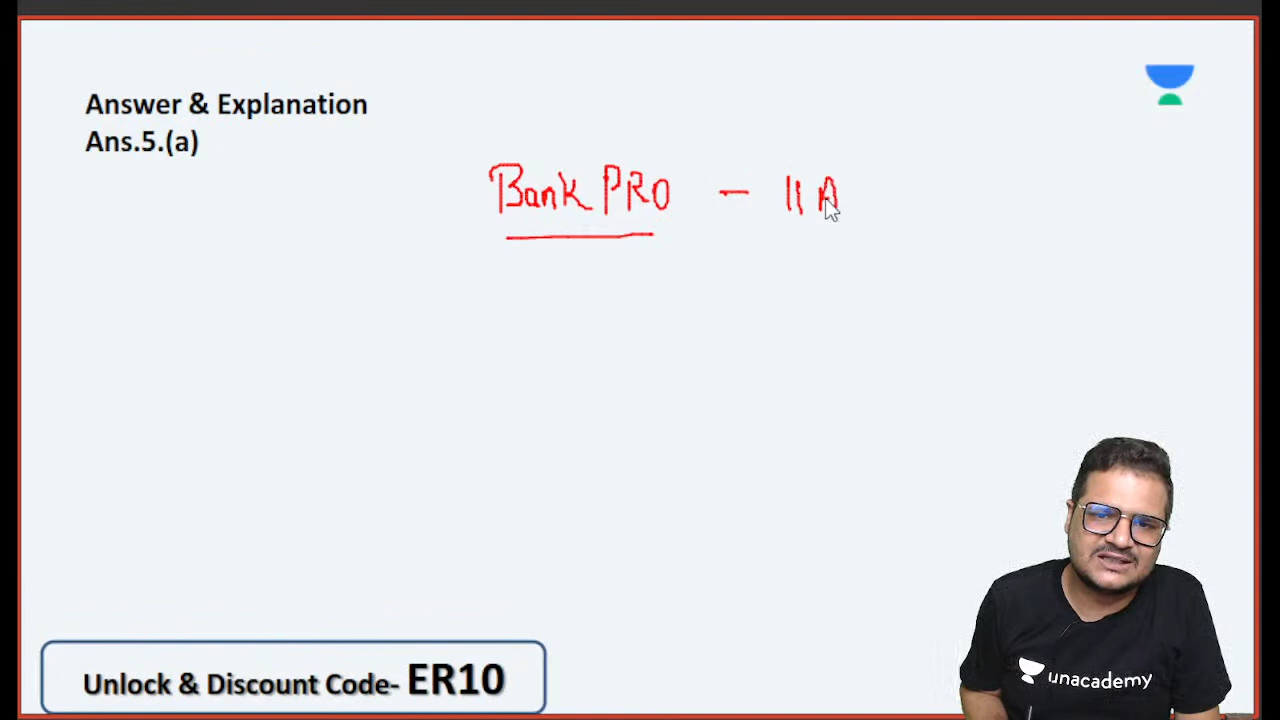 Answer & Explanation
Ans.5.(a)
Bank PRO - 11 A
Unlock & Discount Code- ER10
unacademy